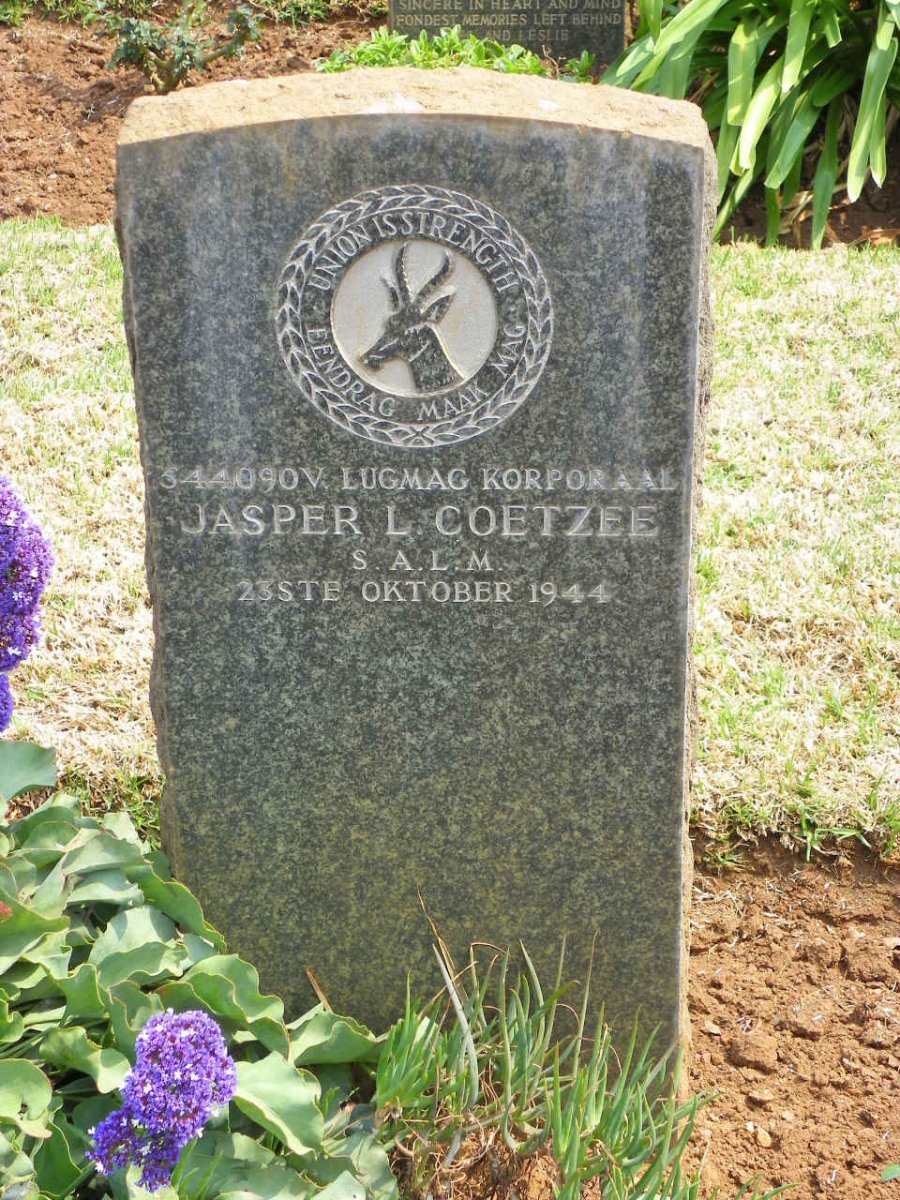 SINCERE IN HEART AND MIND
FONDEST MEMORIES LEFT BEHIND
AND LESLIE
UNION IS STRENGTH
EENDRAG MAAK MAG
544090V. LUGMAG KORPORAAL
JASPER L. COETZEE
S.A.L.M.
23STE OKTOBER 1944